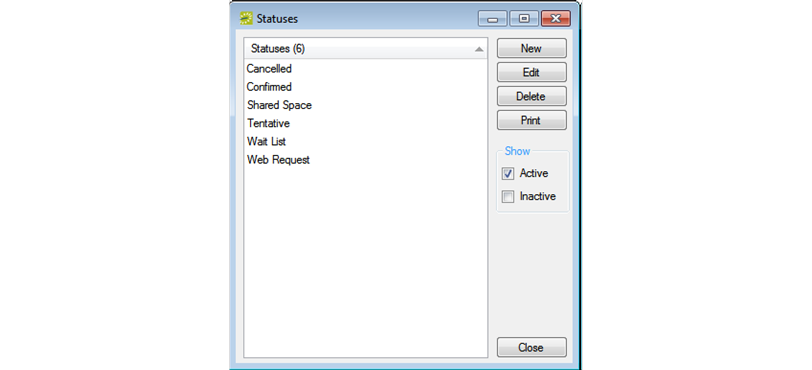 Statuses
Statuses (6)
Cancelled
Confirmed
Shared Space
Tentative
Wait List
Web Request
New
Edit
Delete
Print
Show
Active
Inactive
Close